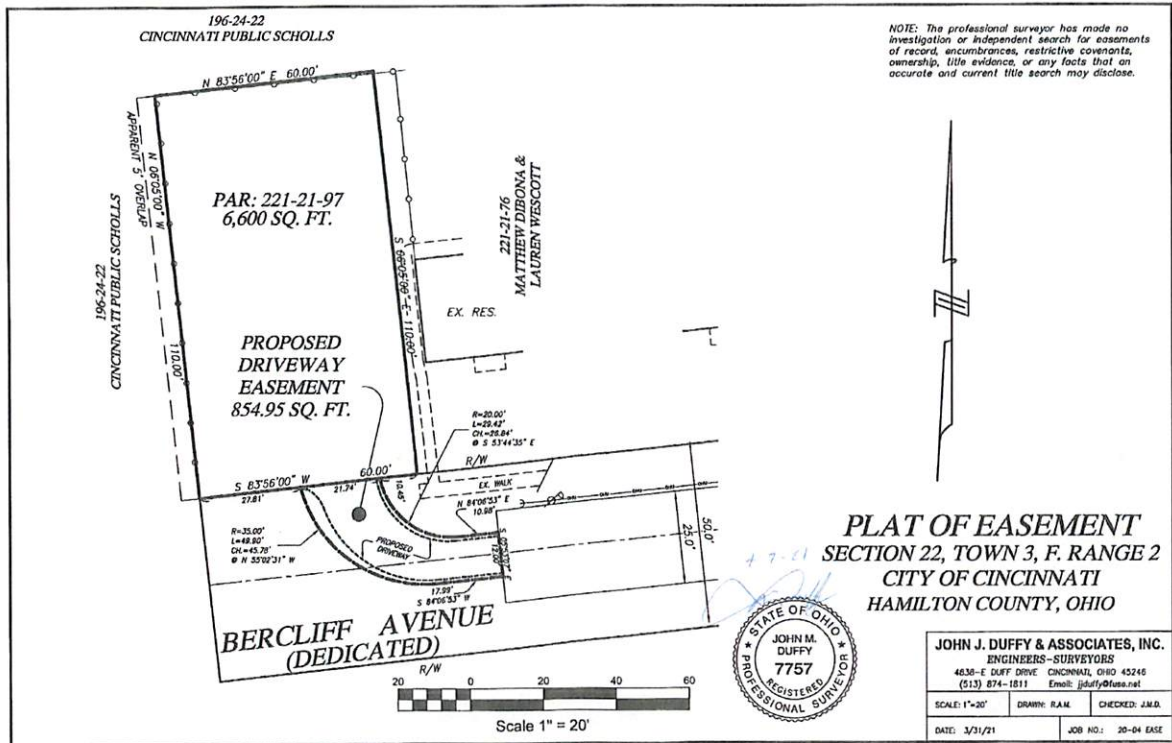 196-24-22
CINCINNATI PUBLIC SCHOLLS
NOTE: The professional surveyor has made no
investigation or independent search for easements
of record, encumbrances, restrictive covenants,
ownership, title evidence, or any facts that an
accurate and current title search may disclose.
N 83°56'00" E 60.00'
APPARENT 5' OVERLAP
N 06°05'00" W
110.00'
196-24-22
CINCINNATI PUBLIC SCHOLLS
PAR: 221-21-97
6,600 SQ. FT.
S 06°05'00" E 110.00'
221-21-76
MATTHEW DIBONA &
LAUREN WESCOTT
EX. RES.
PROPOSED
DRIVEWAY
EASEMENT
854.95 SQ. FT.
R=20.00'
L=29.42'
CH.=26.84'
@ S 53°44'35" E
R/W
S 83°56'00" W
60.00'
27.81'
21.74'
10.45'
EX. WALK
N 84°06'53" E
10.98'
R=35.00'
L=49.90'
CH.=45.78'
@ N 55°02'31" W
PROPOSED
DRIVEWAY
12.00'
17.99'
S 84°06'53" W
25.0'
50.0'
BERCLIFF AVENUE
(DEDICATED)
R/W
N
PLAT OF EASEMENT
SECTION 22, TOWN 3, F. RANGE 2
CITY OF CINCINNATI
HAMILTON COUNTY, OHIO
STATE OF OHIO
JOHN M.
DUFFY
7757
REGISTERED
PROFESSIONAL SURVEYOR
20 0 20 40 60
Scale 1" = 20'
JOHN J. DUFFY & ASSOCIATES, INC.
ENGINEERS-SURVEYORS
4838-E DUFF DRIVE CINCINNATI, OHIO 45246
(513) 874-1811 Email: jjduffy@fuse.net
SCALE: 1"=20' DRAWN: R.A.M. CHECKED: J.M.D.
DATE: 3/31/21 JOB NO.: 20-04 EASE